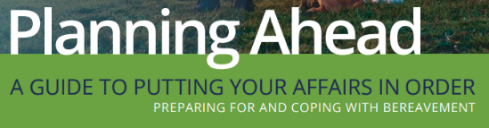 Planning Ahead
A GUIDE TO PUTTING YOUR AFFAIRS IN ORDER
PREPARING FOR AND COPING WITH BEREAVEMENT